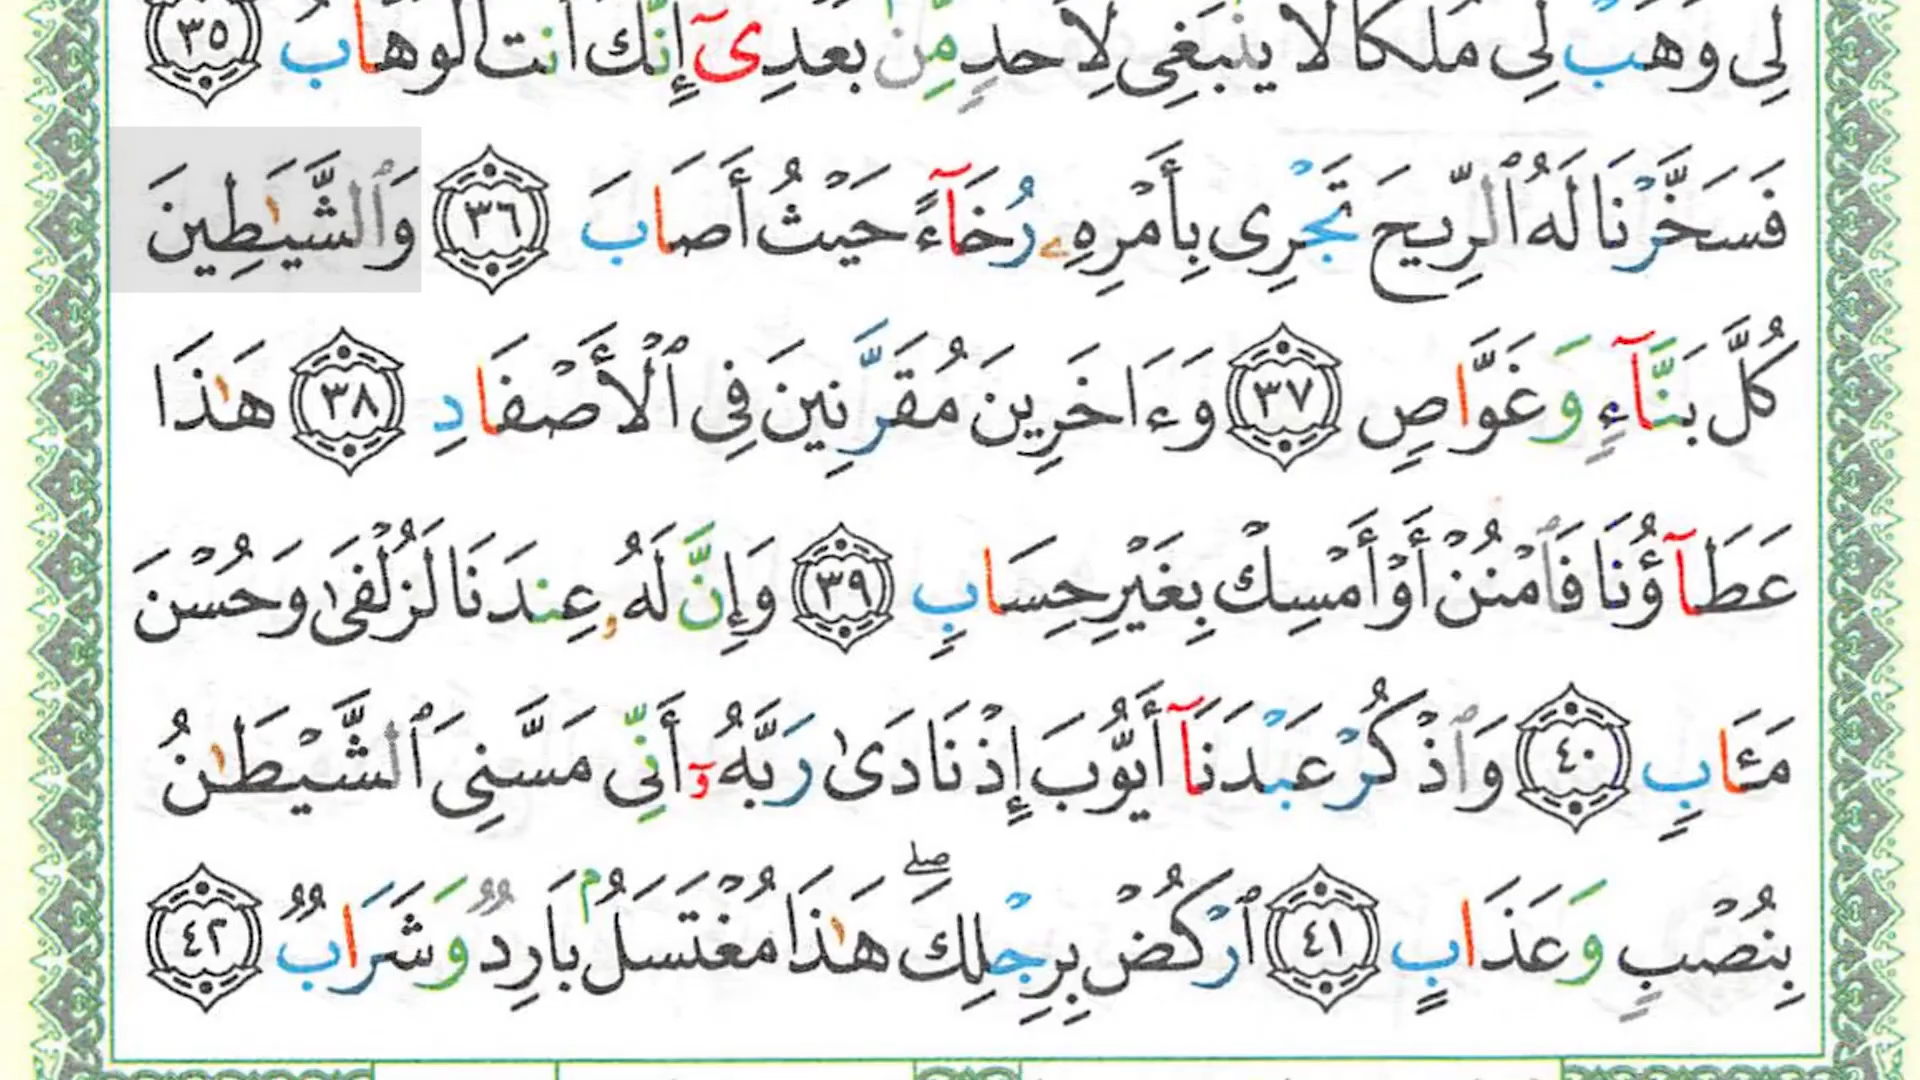 لِى وَهَبْ لِى مُلْكًا لَّا يَنۢبَغِى لِأَحَدٍ مِّنۢ بَعْدِىٓ إِنَّكَ أَنتَ ٱلْوَهَّابُ ٣٥
فَسَخَّرْنَا لَهُ ٱلرِّيحَ تَجْرِى بِأَمْرِهِۦ رُخَآءً حَيْثُ أَصَابَ ٣٦ وَٱلشَّيَـٰطِينَ
كُلَّ بَنَّآءٍ وَغَوَّاصٍ ٣٧ وَءَاخَرِينَ مُقَرَّنِينَ فِى ٱلْأَصْفَادِ ٣٨ هَـٰذَا
عَطَآؤُنَا فَٱمْنُنْ أَوْ أَمْسِكْ بِغَيْرِ حِسَابٍ ٣٩ وَإِنَّ لَهُۥ عِندَنَا لَزُلْفَىٰ وَحُسْنَ
مَـَٔابٍ ٤٠ وَٱذْكُرْ عَبْدَنَآ أَيُّوبَ إِذْ نَادَىٰ رَبَّهُۥٓ أَنِّى مَسَّنِىَ ٱلشَّيْطَـٰنُ
بِنُصْبٍ وَعَذَابٍ ٤١ ٱرْكُضْ بِرِجْلِكَ ۖ هَـٰذَا مُغْتَسَلٌۢ بَارِدٌ وَشَرَابٌ ٤٢